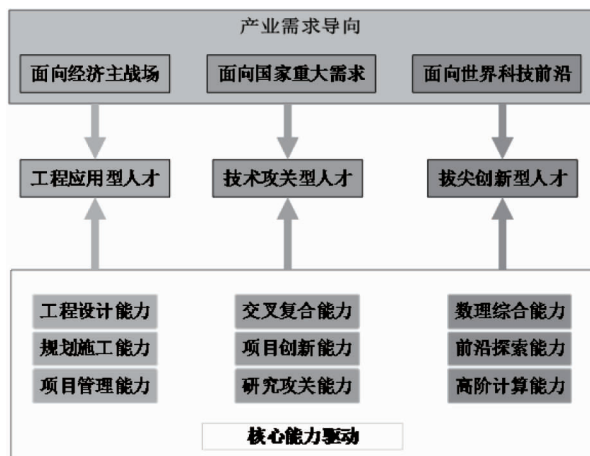 产业需求导向
面向经济主战场 面向国家重大需求 面向世界科技前沿
工程应用型人才 技术攻关型人才 拔尖创新型人才
工程设计能力 交叉复合能力 数理综合能力
规划施工能力 项目创新能力 前沿探索能力
项目管理能力 研究攻关能力 高阶计算能力
核心能力驱动